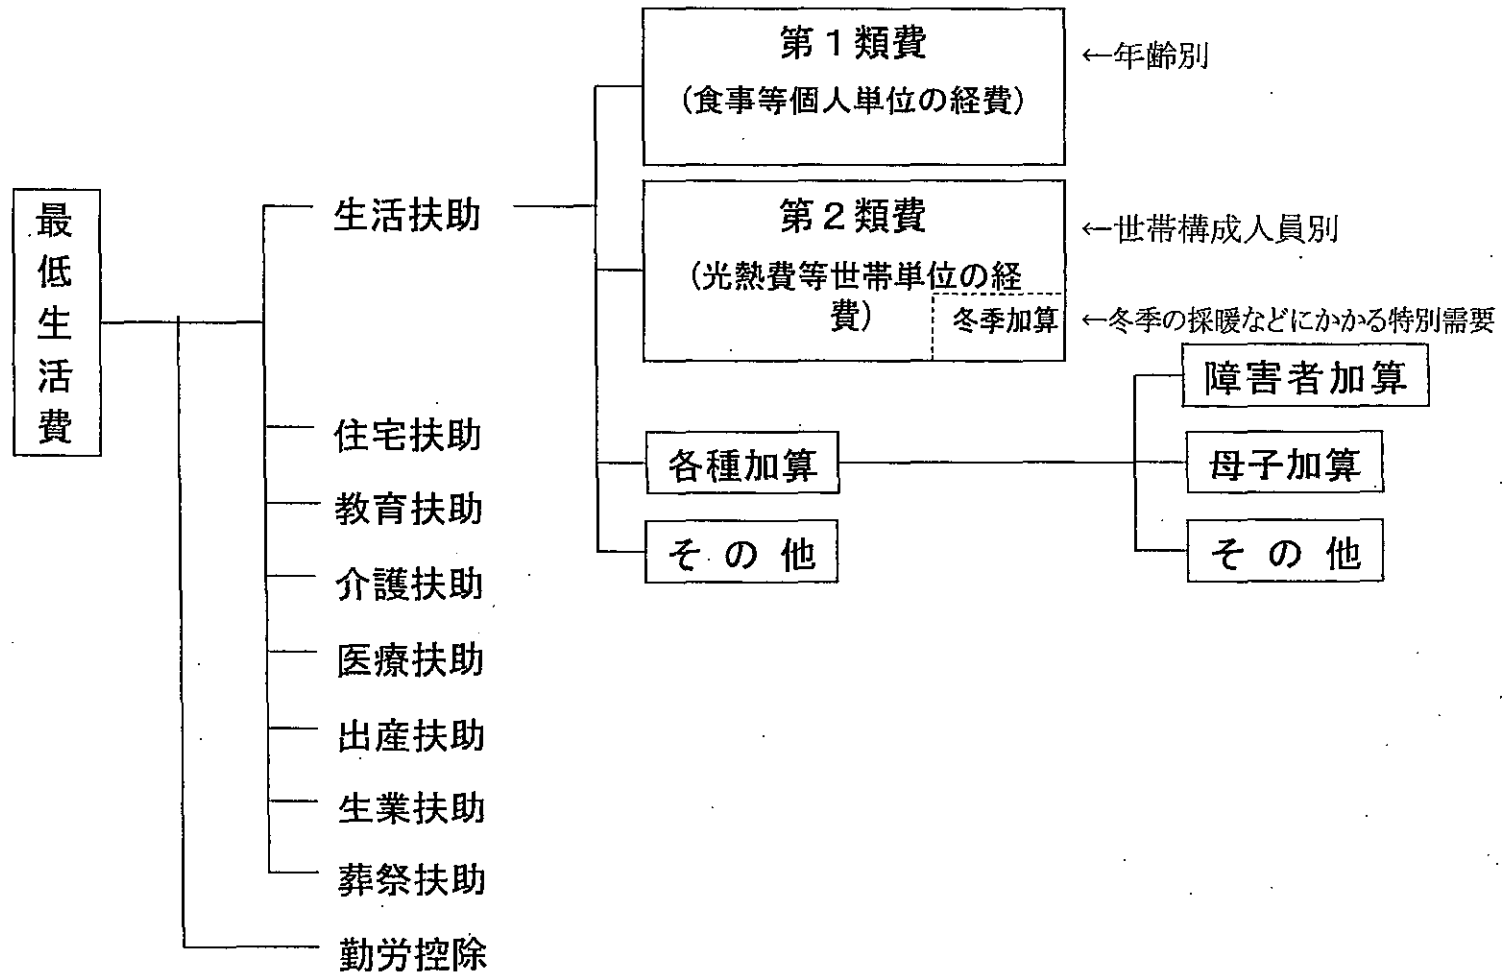 最低生活費
生活扶助
住宅扶助
教育扶助
介護扶助
医療扶助
出産扶助
生業扶助
葬祭扶助
勤労控除
第1類費
(食事等個人単位の経費)
←年齢別
第2類費
(光熱費等世帯単位の経
費)
←世帯構成人員別
冬季加算
←冬季の採暖などにかかる特別需要
各種加算
その他
障害者加算
母子加算
その他